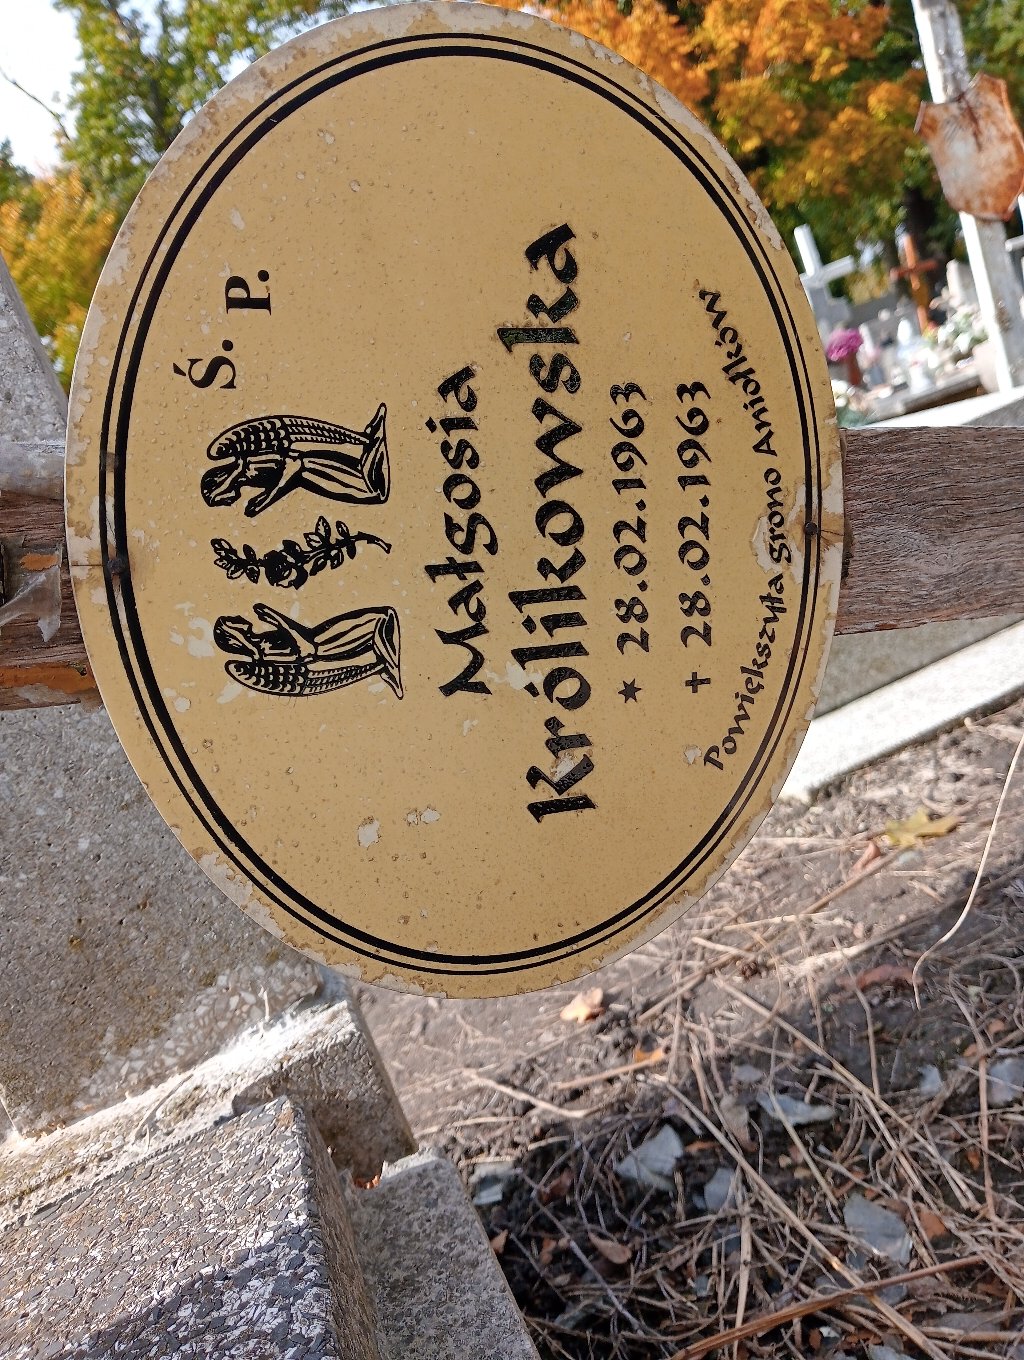 Ś. P.
Małgosia
Królikowska
* 28.02.1963
+ 28.02.1963
Powiększyła grono Aniołków